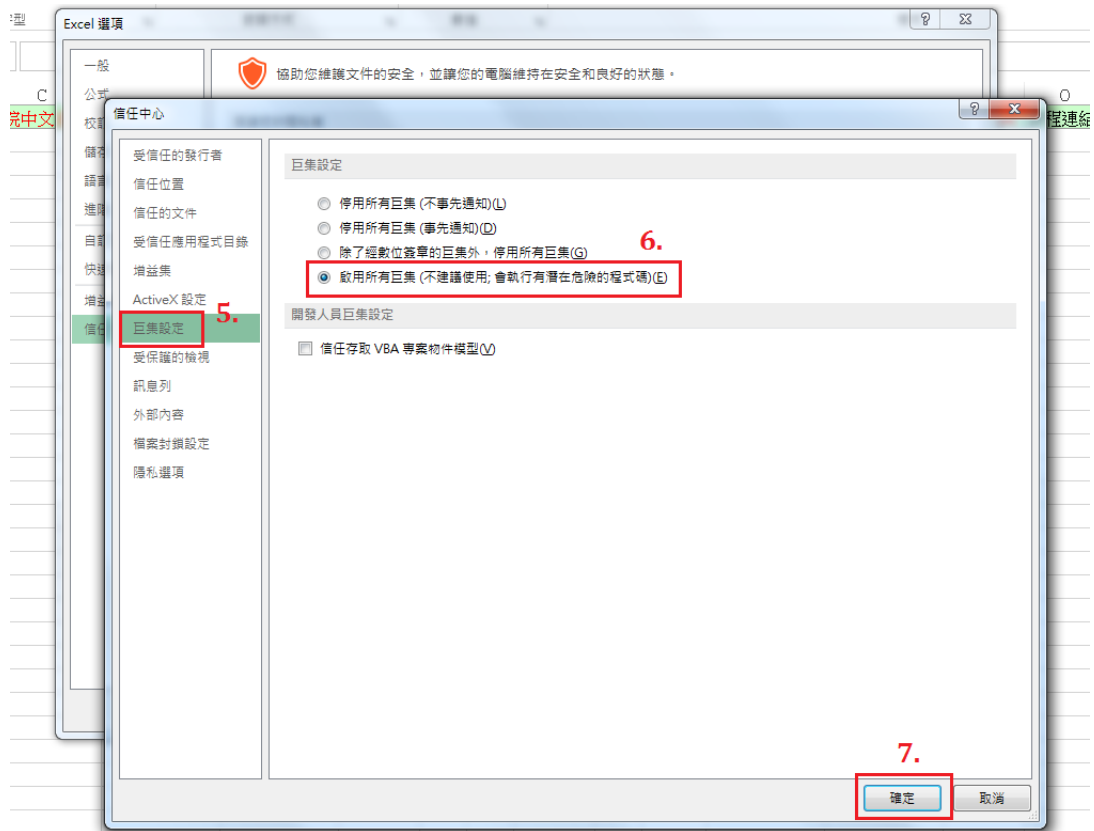 Excel 選項
一般
協助您維護文件的安全，並讓您的電腦維持在安全和良好的狀態。
公式
C
O
院中文
程連結
信任中心
受信任的發行者
信任位置
信任的文件
受信任應用程式目錄
增益集
ActiveX 設定
5.
巨集設定
受保護的檢視
訊息列
外部內容
檔案封鎖設定
隱私選項
巨集設定
停用所有巨集 (不事先通知)(L)
停用所有巨集 (事先通知)(D)
除了經數位簽章的巨集外，停用所有巨集(G)
6.
啟用所有巨集 (不建議使用; 會執行有潛在危險的程式碼)(E)
開發人員巨集設定
信任存取 VBA 專案物件模型(V)
7.
確定
取消